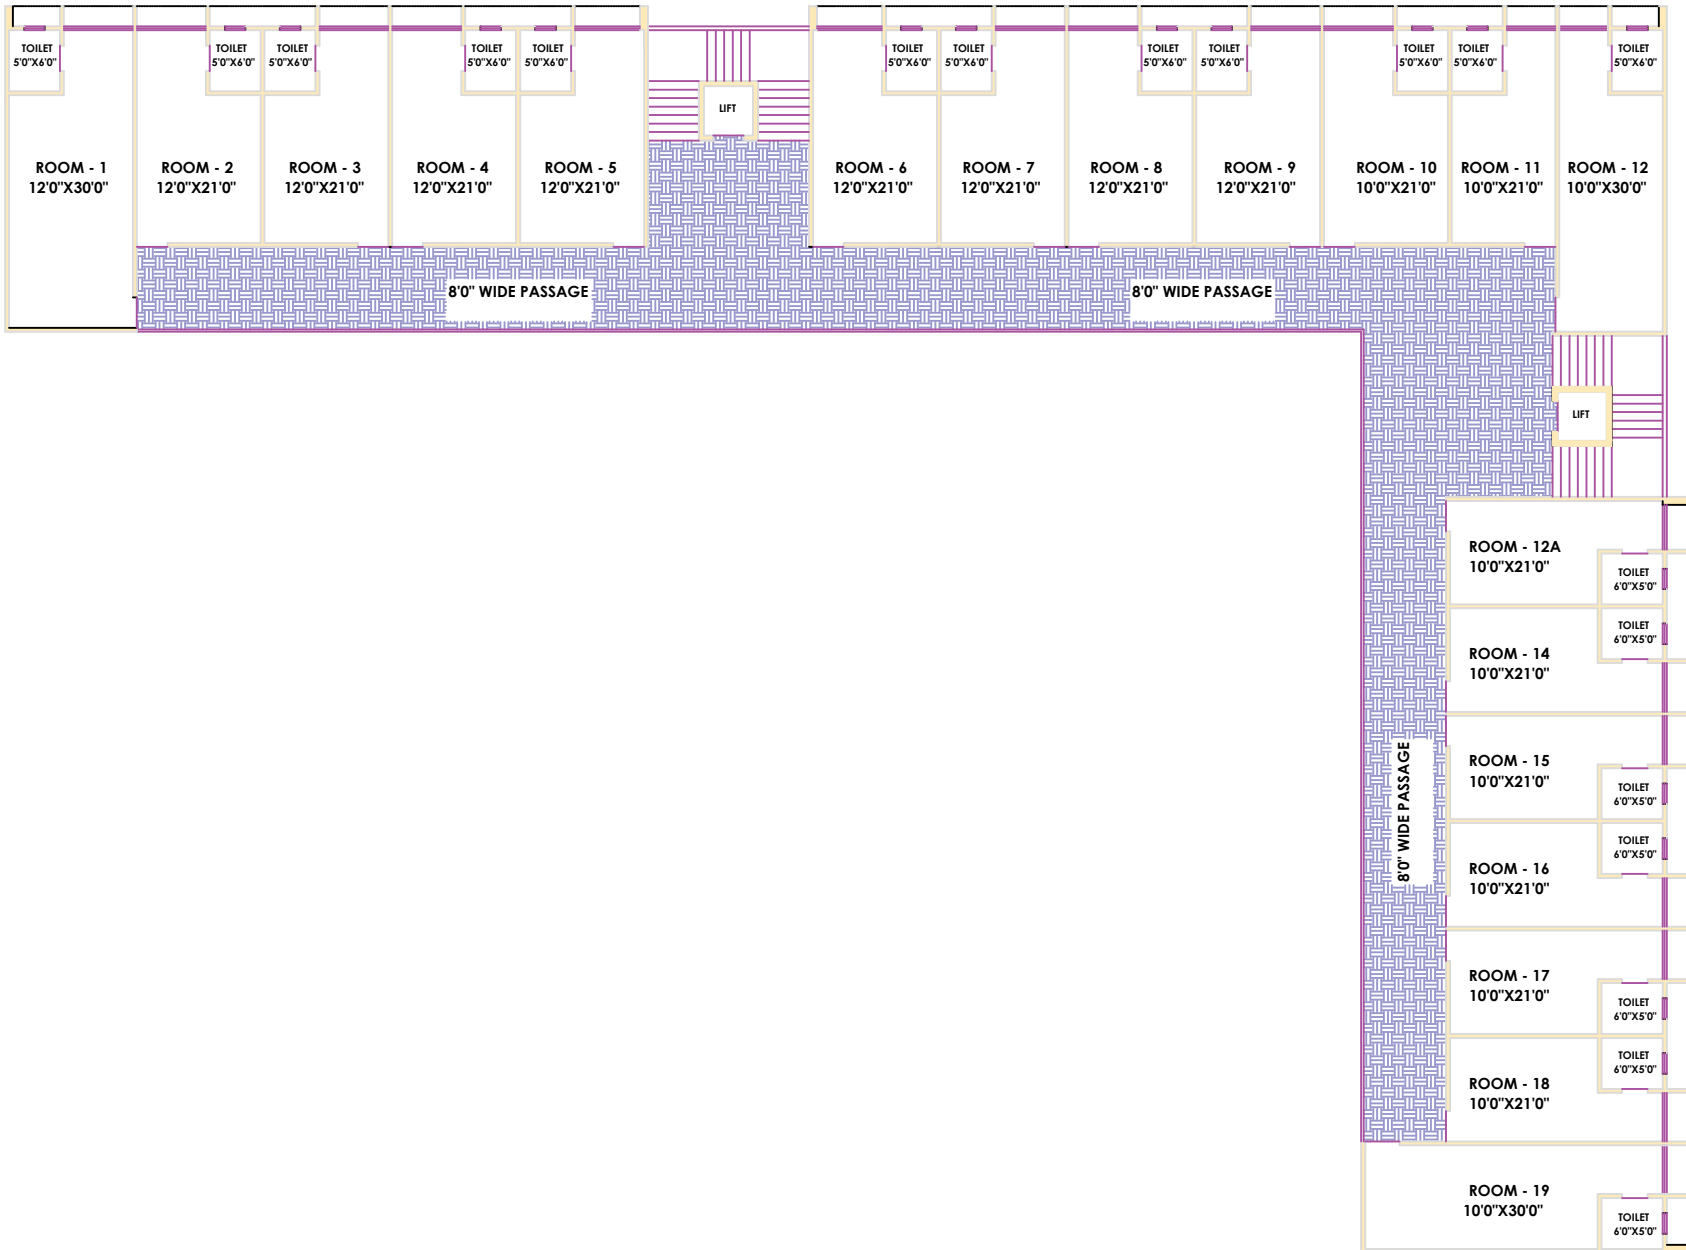 TOILET
5'0"X6'0"
TOILET
5'0"X6'0"
TOILET
5'0"X6'0"
TOILET
5'0"X6'0"
TOILET
5'0"X6'0"
TOILET
5'0"X6'0"
TOILET
5'0"X6'0"
TOILET
5'0"X6'0"
TOILET
5'0"X6'0"
TOILET
5'0"X6'0"
TOILET
5'0"X6'0"
TOILET
5'0"X6'0"
LIFT
ROOM - 1
12'0"X30'0"
ROOM - 2
12'0"X21'0"
ROOM - 3
12'0"X21'0"
ROOM - 4
12'0"X21'0"
ROOM - 5
12'0"X21'0"
ROOM - 6
12'0"X21'0"
ROOM - 7
12'0"X21'0"
ROOM - 8
12'0"X21'0"
ROOM - 9
12'0"X21'0"
ROOM - 10
10'0"X21'0"
ROOM - 11
10'0"X21'0"
ROOM - 12
10'0"X30'0"
8'0" WIDE PASSAGE
8'0" WIDE PASSAGE
LIFT
ROOM - 12A
10'0"X21'0"
TOILET
6'0"X5'0"
TOILET
6'0"X5'0"
ROOM - 14
10'0"X21'0"
8'0" WIDE PASSAGE
ROOM - 15
10'0"X21'0"
TOILET
6'0"X5'0"
TOILET
6'0"X5'0"
ROOM - 16
10'0"X21'0"
ROOM - 17
10'0"X21'0"
TOILET
6'0"X5'0"
TOILET
6'0"X5'0"
ROOM - 18
10'0"X21'0"
ROOM - 19
10'0"X30'0"
TOILET
6'0"X5'0"